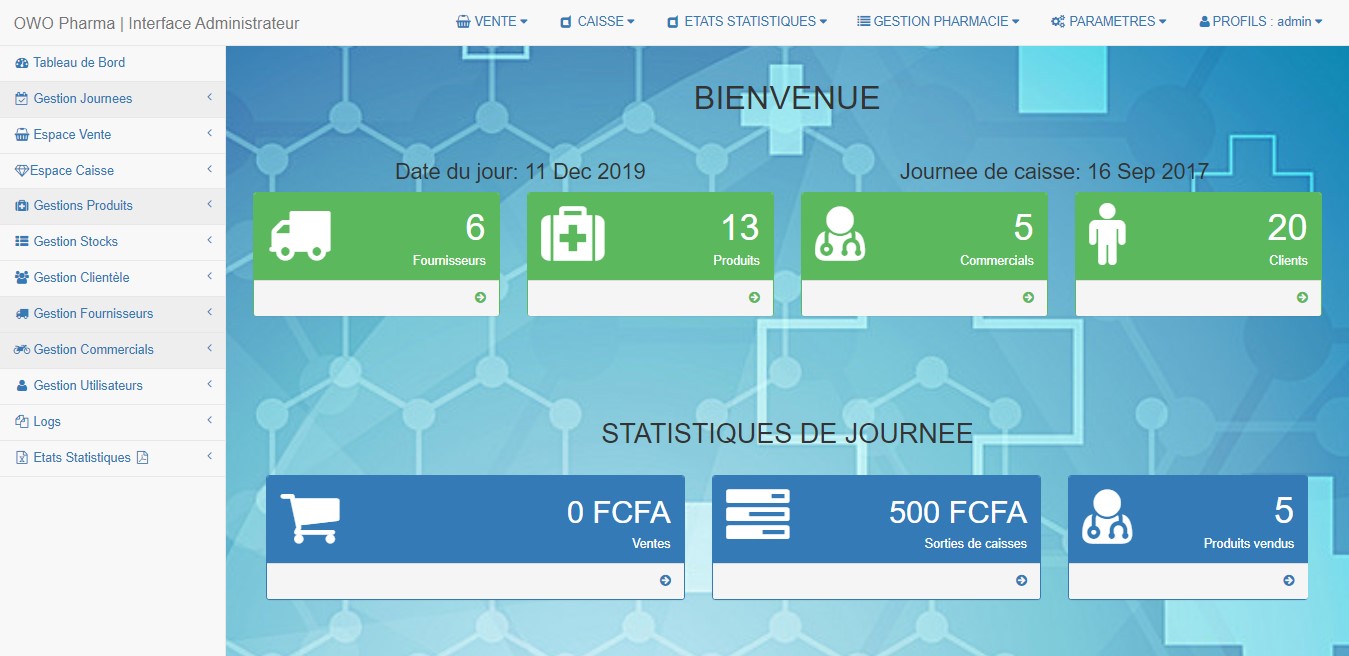 OWO Pharma | Interface Administrateur
VENTE CAISSE ETATS STATISTIQUES GESTION PHARMACIE PARAMETRES PROFILS : admin
Tableau de Bord
Gestion Journees
Espace Vente
Espace Caisse
Gestions Produits
Gestion Stocks
Gestion Clientèle
Gestion Fournisseurs
Gestion Commercials
Gestion Utilisateurs
Logs
Etats Statistiques
BIENVENUE
Date du jour: 11 Dec 2019
Journee de caisse: 16 Sep 2017
6
Fournisseurs
13
Produits
5
Commercials
20
Clients
STATISTIQUES DE JOURNEE
0 FCFA
Ventes
500 FCFA
Sorties de caisses
5
Produits vendus